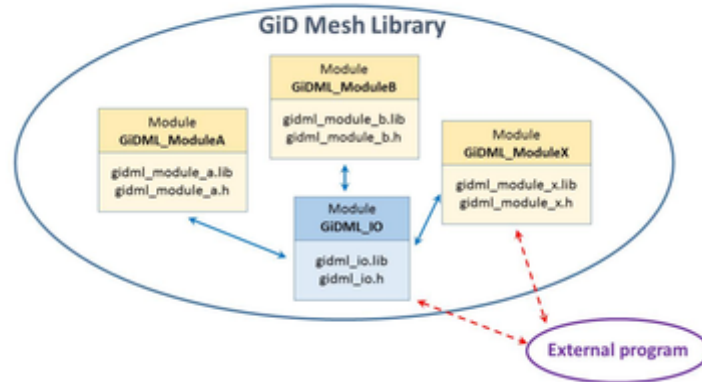 GiD Mesh Library
Module
GiDML_ModuleB
gidml_module_b.lib
gidml_module_b.h
Module
GiDML_ModuleA
gidml_module_a.lib
gidml_module_a.h
Module
GiDML_ModuleX
gidml_module_x.lib
gidml_module_x.h
Module
GiDML_IO
gidml_io.lib
gidml_io.h
External program